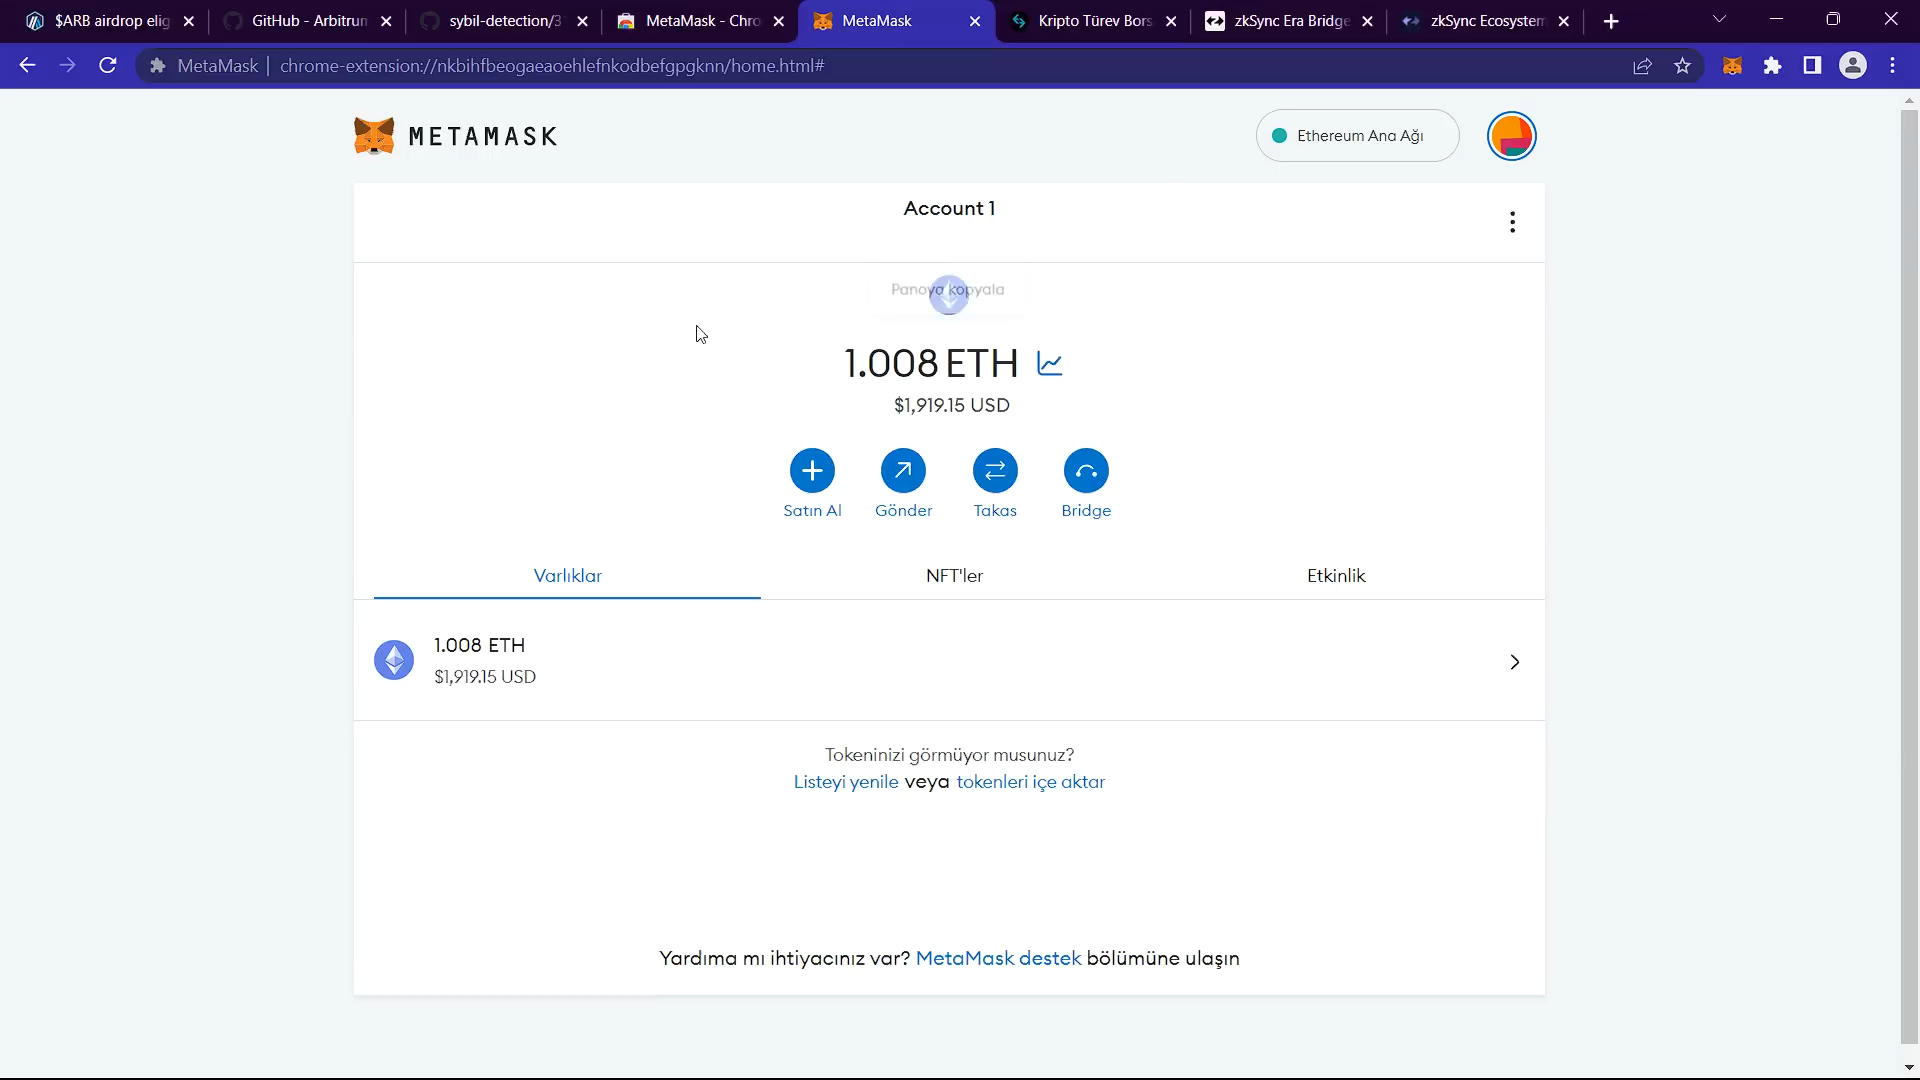 $ARB airdrop elig
GitHub - Arbitrum
sybil-detection/3
MetaMask - Chro
MetaMask
Kripto Türev Bors
zkSync Era Bridge
zkSync Ecosystem
MetaMask | chrome-extension://nkbihfbeogaeaoehlefnkodbefgpgknn/home.html#
METAMASK
Ethereum Ana Ağı
Account 1
Panoya kopyala
1.008 ETH
$1,919.15 USD
Satın Al
Gönder
Takas
Bridge
Varlıklar
NFT'ler
Etkinlik
1.008 ETH
$1,919.15 USD
Tokeninizi görmüyor musunuz?
Listeyi yenile veya tokenleri içe aktar
Yardıma mı ihtiyacınız var? MetaMask destek bölümüne ulaşın